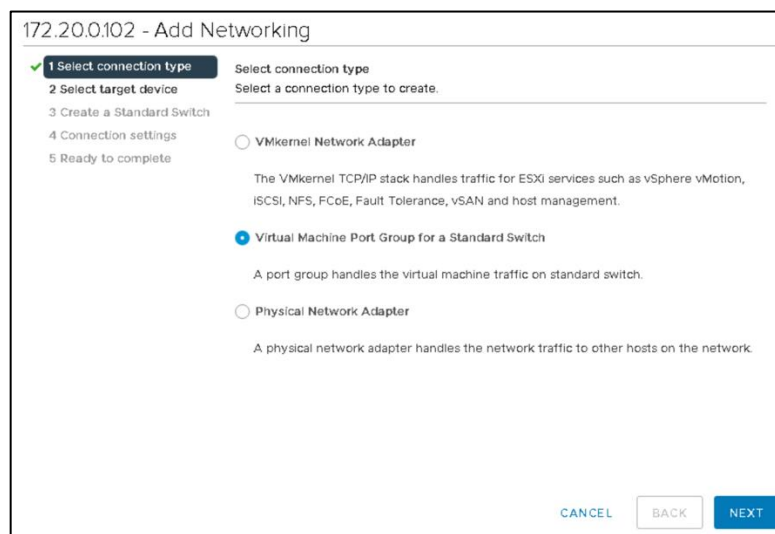 172.20.0.102 - Add Networking
1 Select connection type
2 Select target device
3 Create a Standard Switch
4 Connection settings
5 Ready to complete
Select connection type
Select a connection type to create.
VMkernel Network Adapter
The VMkernel TCP/IP stack handles traffic for ESXi services such as vSphere vMotion,
iSCSI, NFS, FCoE, Fault Tolerance, vSAN and host management.
Virtual Machine Port Group for a Standard Switch
A port group handles the virtual machine traffic on standard switch.
Physical Network Adapter
A physical network adapter handles the network traffic to other hosts on the network.
CANCEL
BACK
NEXT